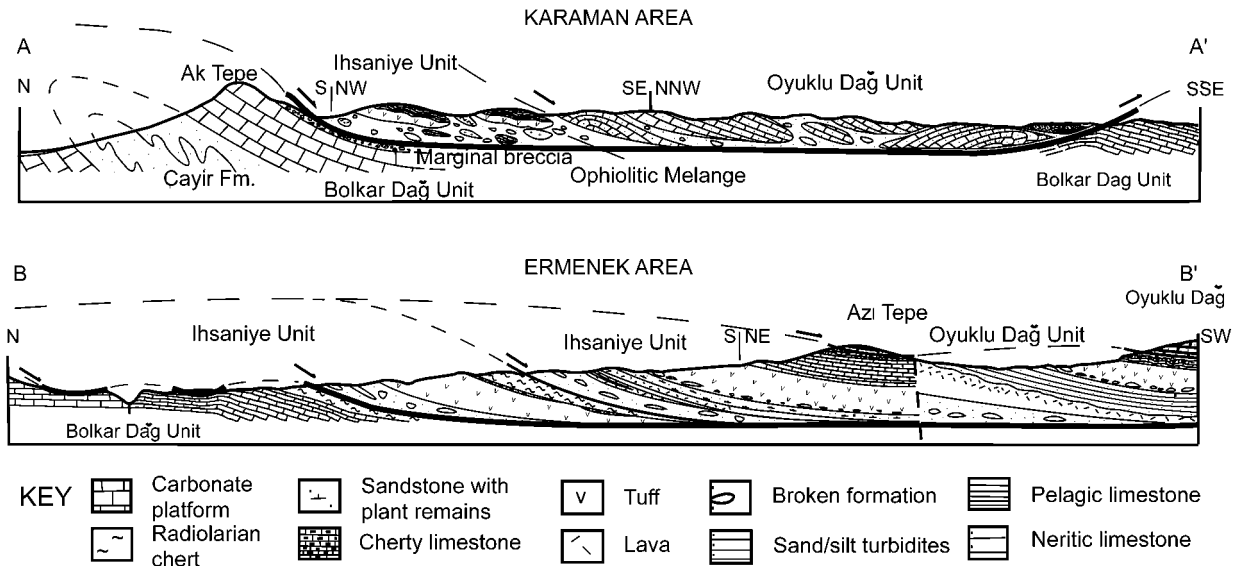 KARAMAN AREA
A
A'
N
Ak Tepe
S
NW
Ihsaniye Unit
SE
NNW
Oyuklu Dağ Unit
SSE
Marginal breccia
Çayir Fm.
Bolkar Dağ Unit
Ophiolitic Melange
Bolkar Dag Unit
ERMENEK AREA
B
B'
Oyuklu Dağ
N
Ihsaniye Unit
Ihsaniye Unit
S
NE
Azı Tepe
Oyuklu Dağ Unit
SW
Bolkar Dağ Unit
KEY
Carbonate
platform
Radiolarian
chert
Sandstone with
plant remains
Cherty limestone
Tuff
Lava
Broken formation
Sand/silt turbidites
Pelagic limestone
Neritic limestone